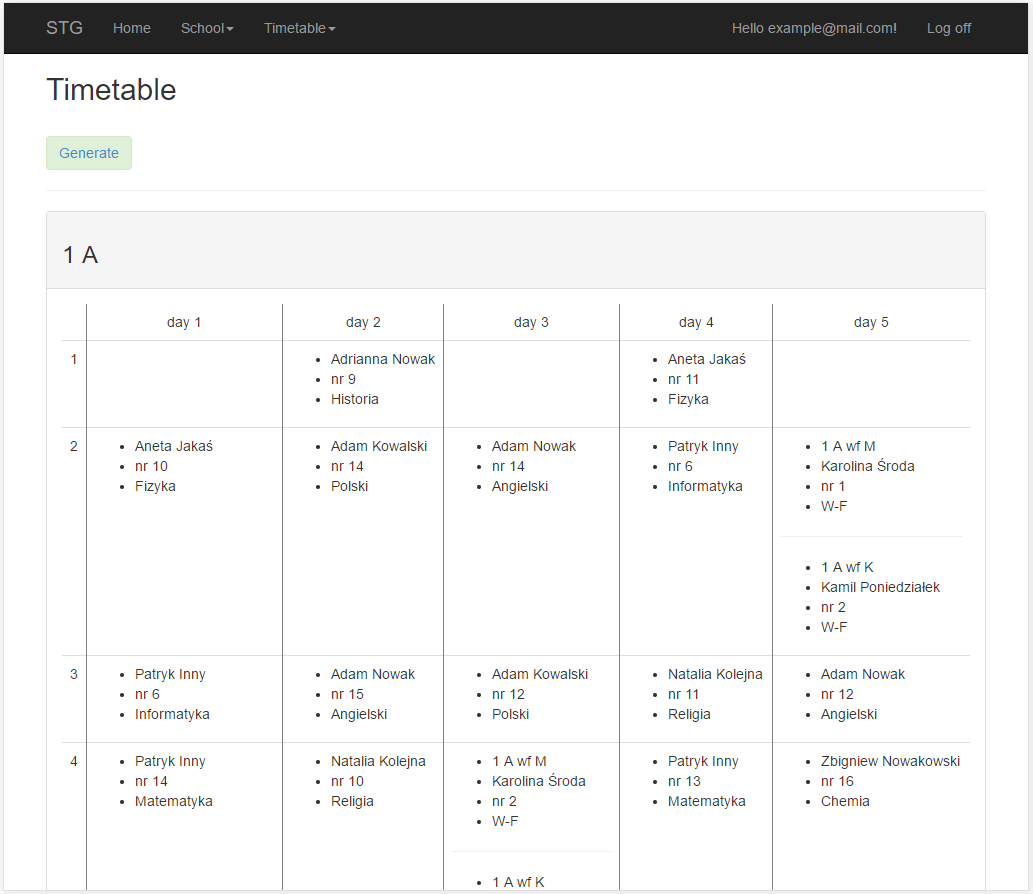 STG Home School Timetable Hello example@mail.com! Log off
Timetable
Generate
1 A
day 1 day 2 day 3 day 4 day 5
1
Adrianna Nowak
nr 9
Historia
Aneta Jakaś
nr 11
Fizyka
2
Aneta Jakaś
nr 10
Fizyka
Adam Kowalski
nr 14
Polski
Adam Nowak
nr 14
Angielski
Patryk Inny
nr 6
Informatyka
1 A wf M
Karolina Środa
nr 1
W-F
1 A wf K
Kamil Poniedziałek
nr 2
W-F
3
Patryk Inny
nr 6
Informatyka
Adam Nowak
nr 15
Angielski
Adam Kowalski
nr 12
Polski
Natalia Kolejna
nr 11
Religia
Adam Nowak
nr 12
Angielski
4
Patryk Inny
nr 14
Matematyka
Natalia Kolejna
nr 10
Religia
1 A wf M
Karolina Środa
nr 2
W-F
1 A wf K
Patryk Inny
nr 13
Matematyka
Zbigniew Nowakowski
nr 16
Chemia